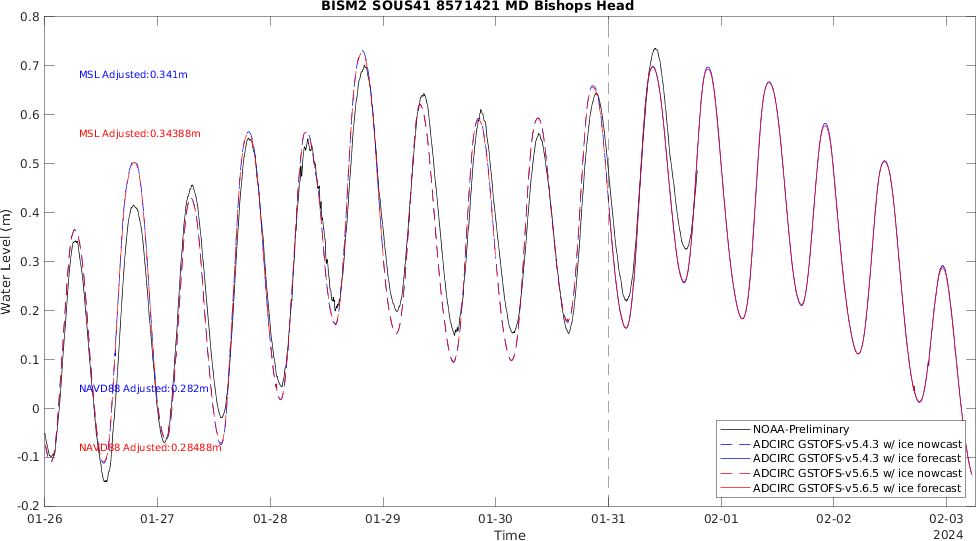 BISM2 SOUS41 8571421 MD Bishops Head
0.8
0.7
0.6
0.5
0.4
0.3
0.2
0.1
0
-0.1
-0.2
Water Level (m)
MSL Adjusted:0.341m
MSL Adjusted:0.34388m
NAVD88 Adjusted:0.282m
NAVD88 Adjusted:0.28488m
NOAA-Preliminary
ADCIRC GSTOFS-v5.4.3 w/ ice nowcast
ADCIRC GSTOFS-v5.4.3 w/ ice forecast
ADCIRC GSTOFS-v5.6.5 w/ ice nowcast
ADCIRC GSTOFS-v5.6.5 w/ ice forecast
01-26 01-27 01-28 01-29 01-30 01-31 02-01 02-02 02-03
Time 2024